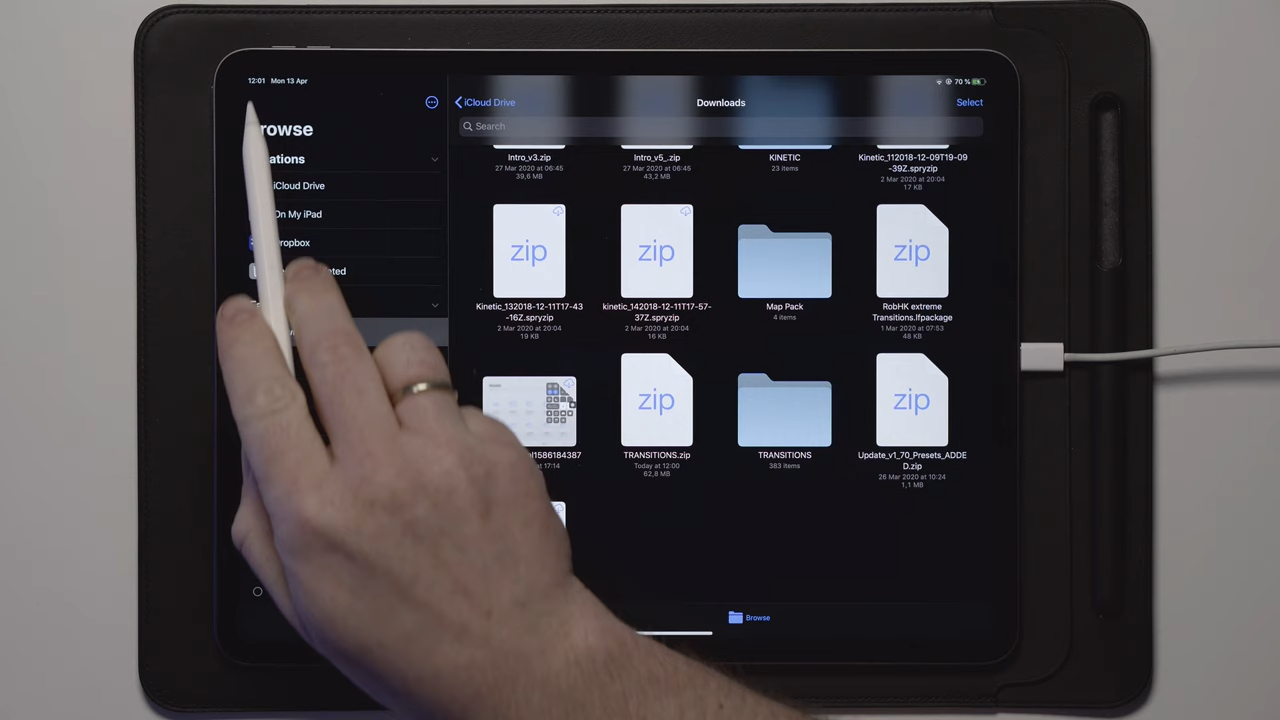 12:01 Mon 13 Apr
70 %
iCloud Drive
Downloads
Select
rowse
Search
ations
iCloud Drive
On My iPad
ropbox
eted
Intro_v3.zip
27 Mar 2020 at 06:45
39,6 MB
Intro_v5_.zip
27 Mar 2020 at 06:45
43,2 MB
KINETIC
23 items
Kinetic_112018-12-09T19-09
-39Z.spryzip
2 Mar 2020 at 20:04
17 KB
zip
Kinetic_132018-12-11T17-43
-16Z.spryzip
2 Mar 2020 at 20:04
19 KB
zip
kinetic_142018-12-11T17-57-
37Z.spryzip
2 Mar 2020 at 20:04
16 KB
Map Pack
4 items
zip
RobHK extreme
Transitions.lfpackage
1 Mar 2020 at 07:53
48 KB
l1586184387
at 17:14
zip
TRANSITIONS.zip
Today at 12:00
62,8 MB
TRANSITIONS
383 items
zip
Update_v1_70_Presets_ADDE
D.zip
26 Mar 2020 at 10:24
1,1 MB
Browse